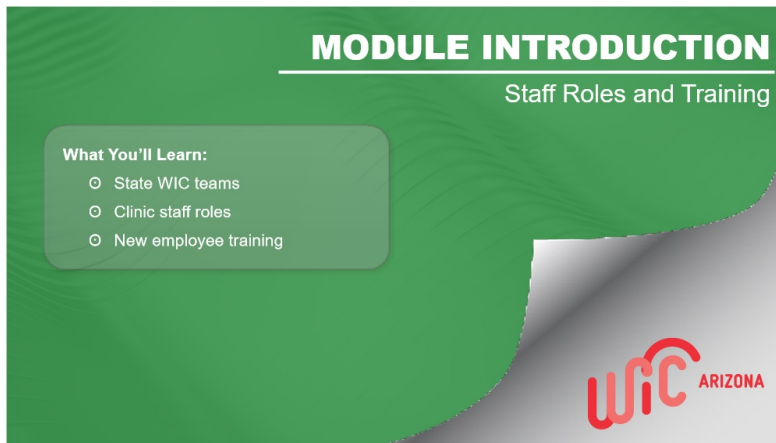 MODULE INTRODUCTION
Staff Roles and Training
What You’ll Learn:
State WIC teams
Clinic staff roles
New employee training
WiC ARIZONA